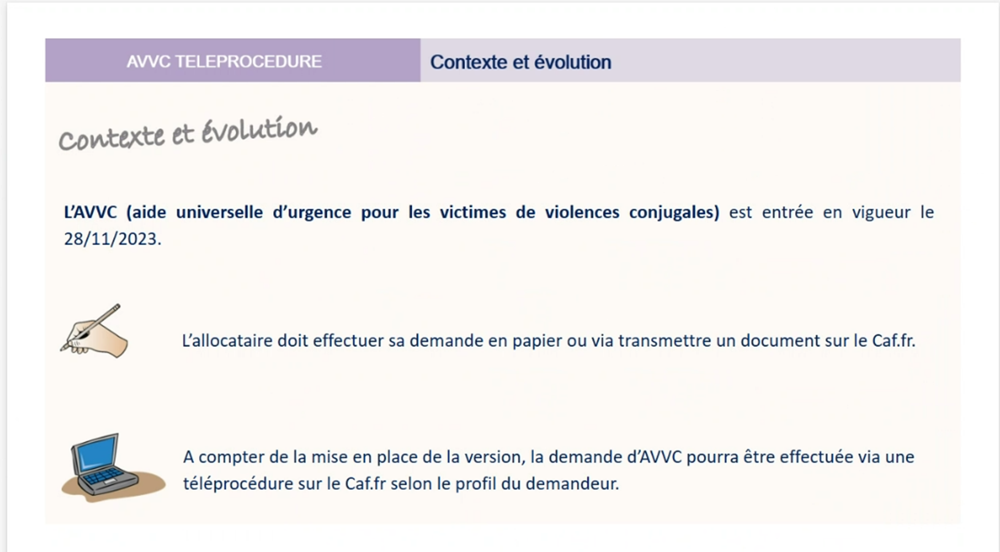 AVVC TELEPROCEDURE
Contexte et évolution
Contexte et évolution
L’AVVC (aide universelle d’urgence pour les victimes de violences conjugales) est entrée en vigueur le
28/11/2023.
L’allocataire doit effectuer sa demande en papier ou via transmettre un document sur le Caf.fr.
A compter de la mise en place de la version, la demande d’AVVC pourra être effectuée via une
téléprocédure sur le Caf.fr selon le profil du demandeur.